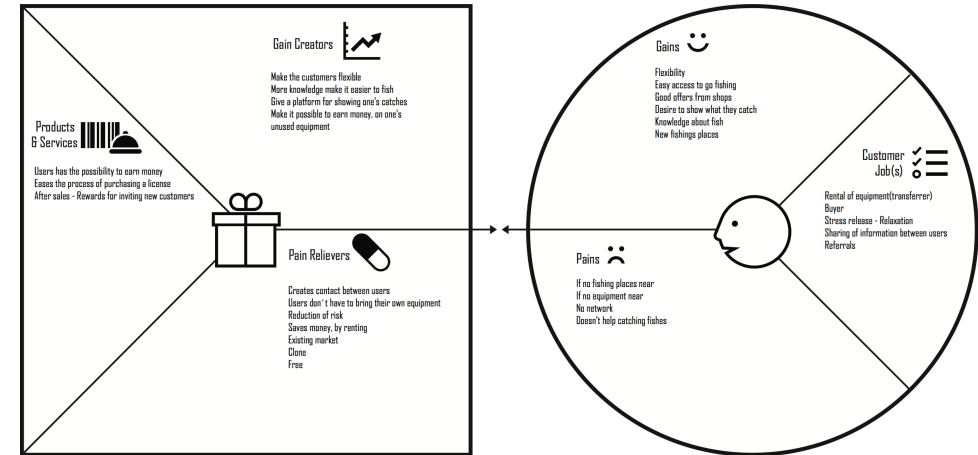 Gain Creators
Make the customers flexible
More knowledge make it easier to fish
Give a platform for showing one's catches
Make it possible to earn money, on one's
unused equipment
Products
& Services
Users has the possibility to earn money
Eases the process of purchasing a license
After sales - Rewards for inviting new customers
Pain Relievers
Creates contact between users
Users don´t have to bring their own equipment
Reduction of risk
Saves money, by renting
Existing market
Clone
Free
Gains
Flexibility
Easy access to go fishing
Good offers from shops
Desire to show what they catch
Knowledge about fish
New fishings places
Customer
Job(s)
Rental of equipment(transferrer)
Buyer
Stress release - Relaxation
Sharing of information between users
Referrals
Pains
If no fishing places near
If no equipment near
No network
Doesn't help catching fishes